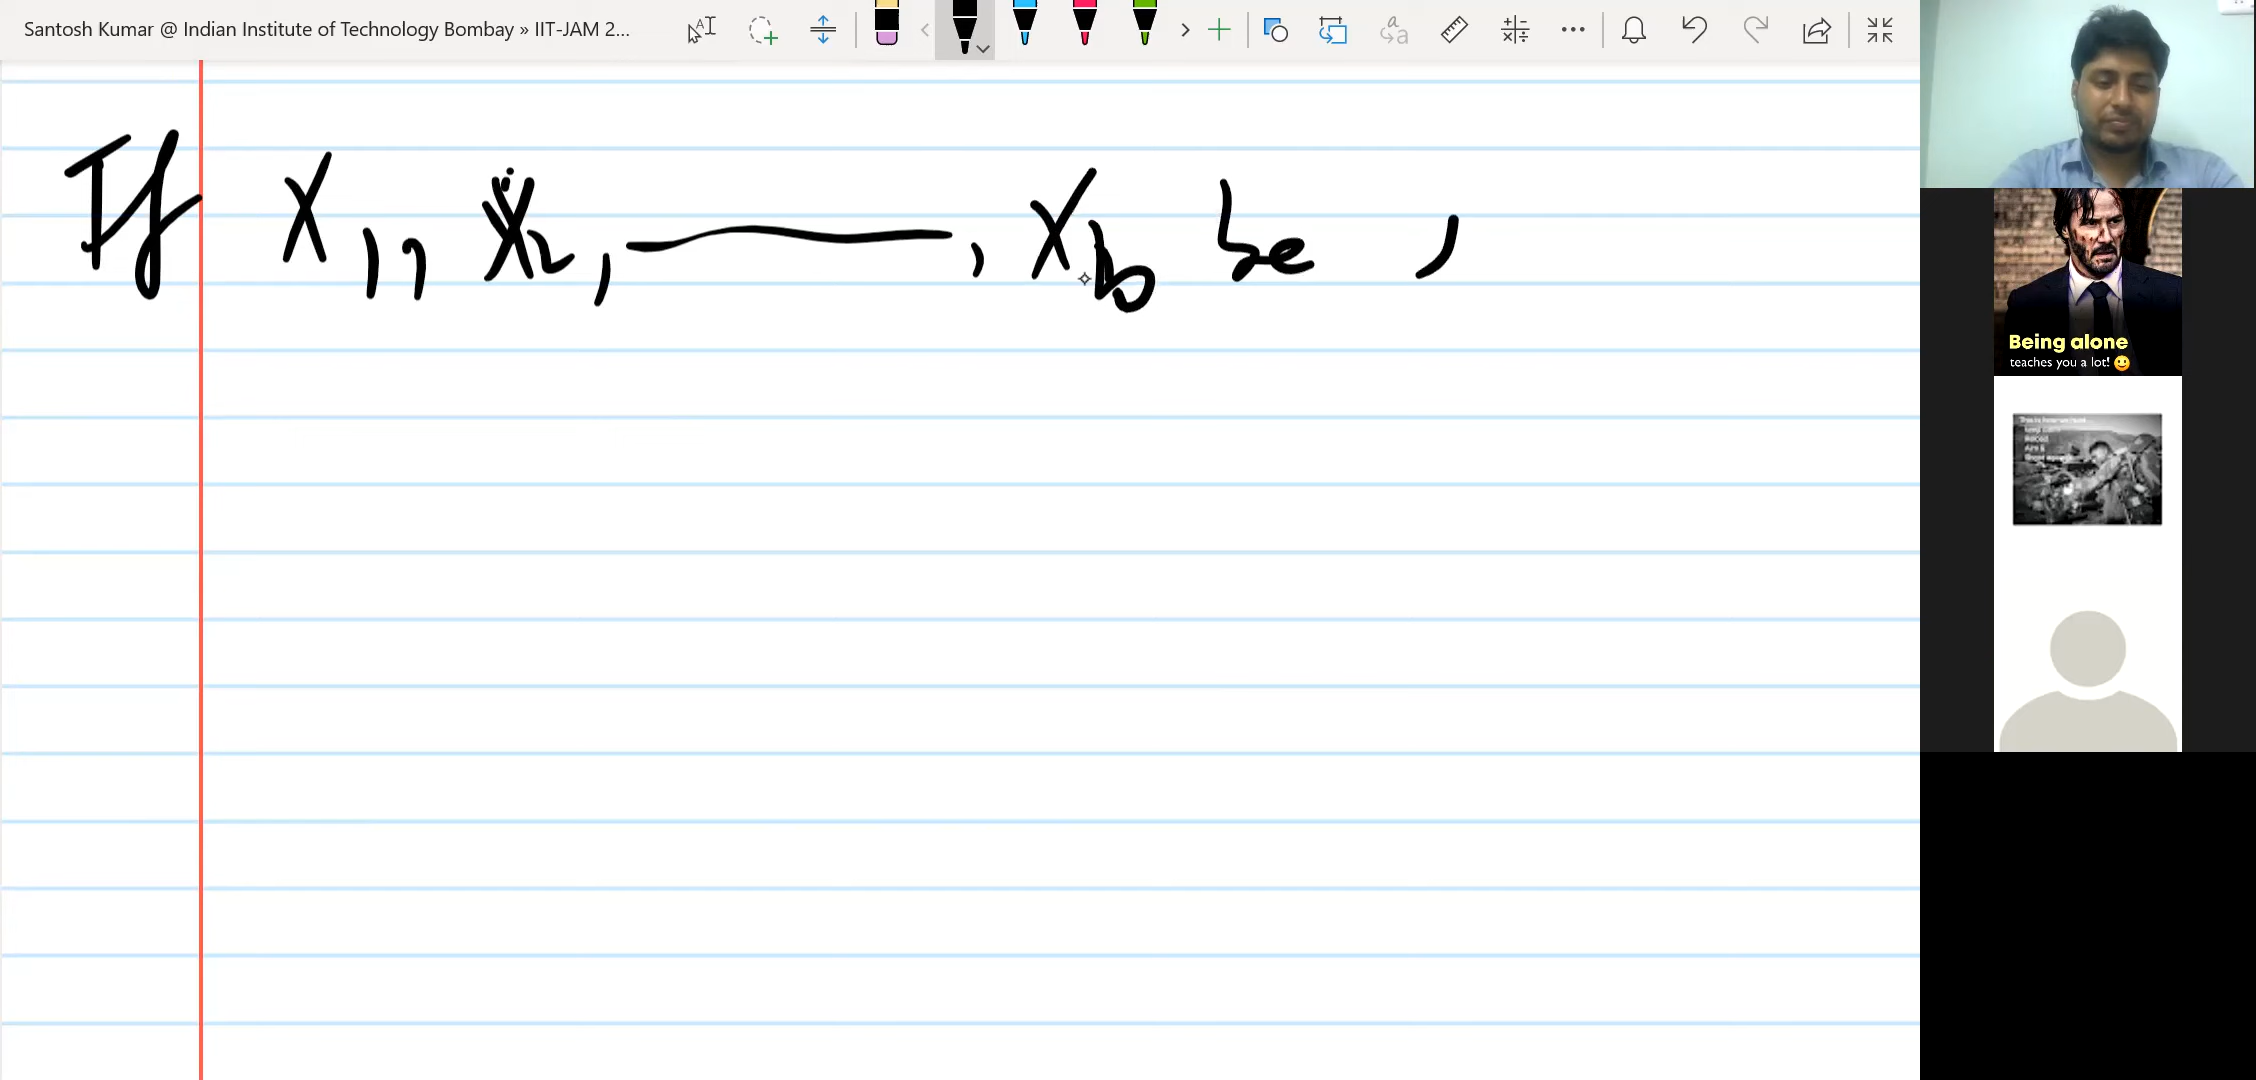 Santosh Kumar @ Indian Institute of Technology Bombay » IIT-JAM 2...
If X₁, X₂, ———, X_b be ,
Being alone
teaches you a lot! 🙂